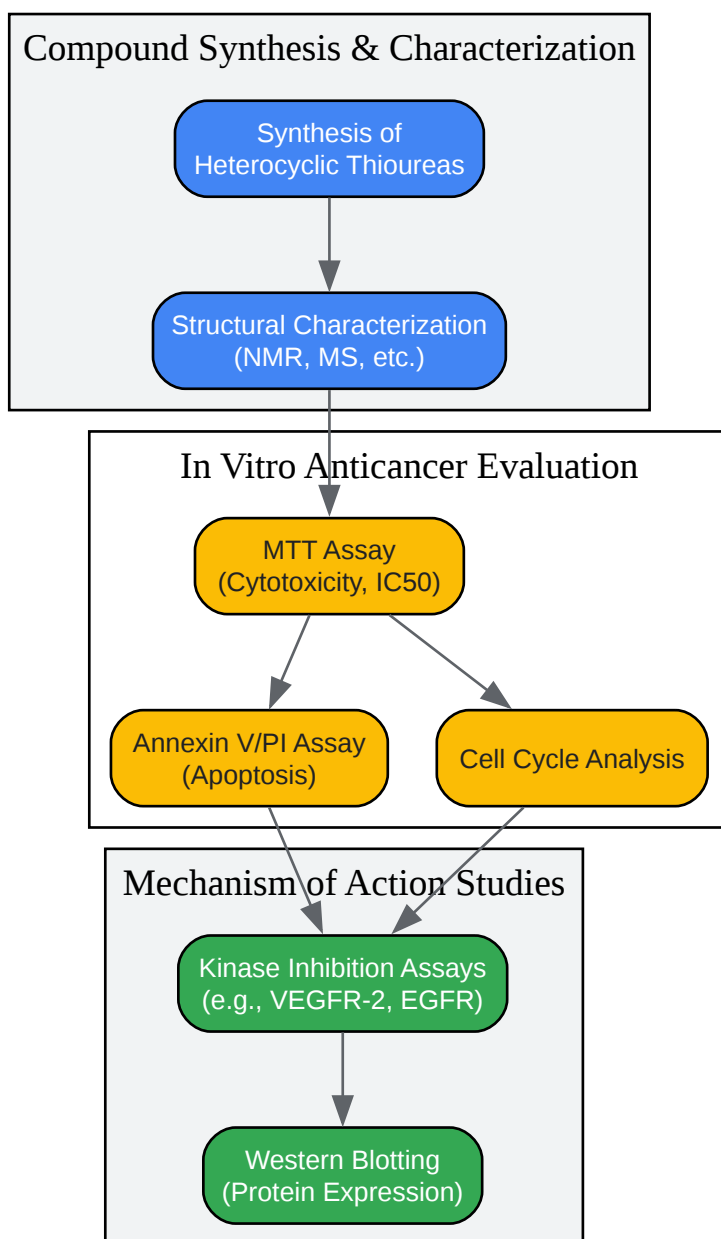 Compound Synthesis & Characterization
Synthesis of
Heterocyclic Thioureas
Structural Characterization
(NMR, MS, etc.)
In Vitro Anticancer Evaluation
MTT Assay
(Cytotoxicity, IC50)
Annexin V/PI Assay
(Apoptosis)
Cell Cycle Analysis
Mechanism of Action Studies
Kinase Inhibition Assays
(e.g., VEGFR-2, EGFR)
Western Blotting
(Protein Expression)